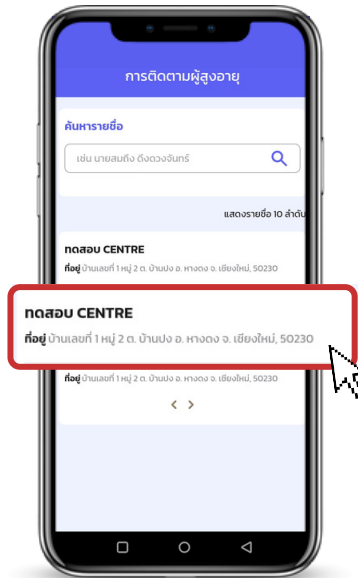 การติดตามผู้สูงอายุ
ค้นหารายชื่อ
เช่น นายสมถึง ดึงดวงจันทร์
แสดงรายชื่อ 10 ลำดับ
ทดสอบ CENTRE
ที่อยู่ บ้านเลขที่ 1 หมู่ 2 ต. บ้านปง อ. หางดง จ. เชียงใหม่, 50230
ทดสอบ CENTRE
ที่อยู่ บ้านเลขที่ 1 หมู่ 2 ต. บ้านปง อ. หางดง จ. เชียงใหม่, 50230
ที่อยู่ บ้านเลขที่ 1 หมู่ 2 ต. บ้านปง อ. หางดง จ. เชียงใหม่, 50230